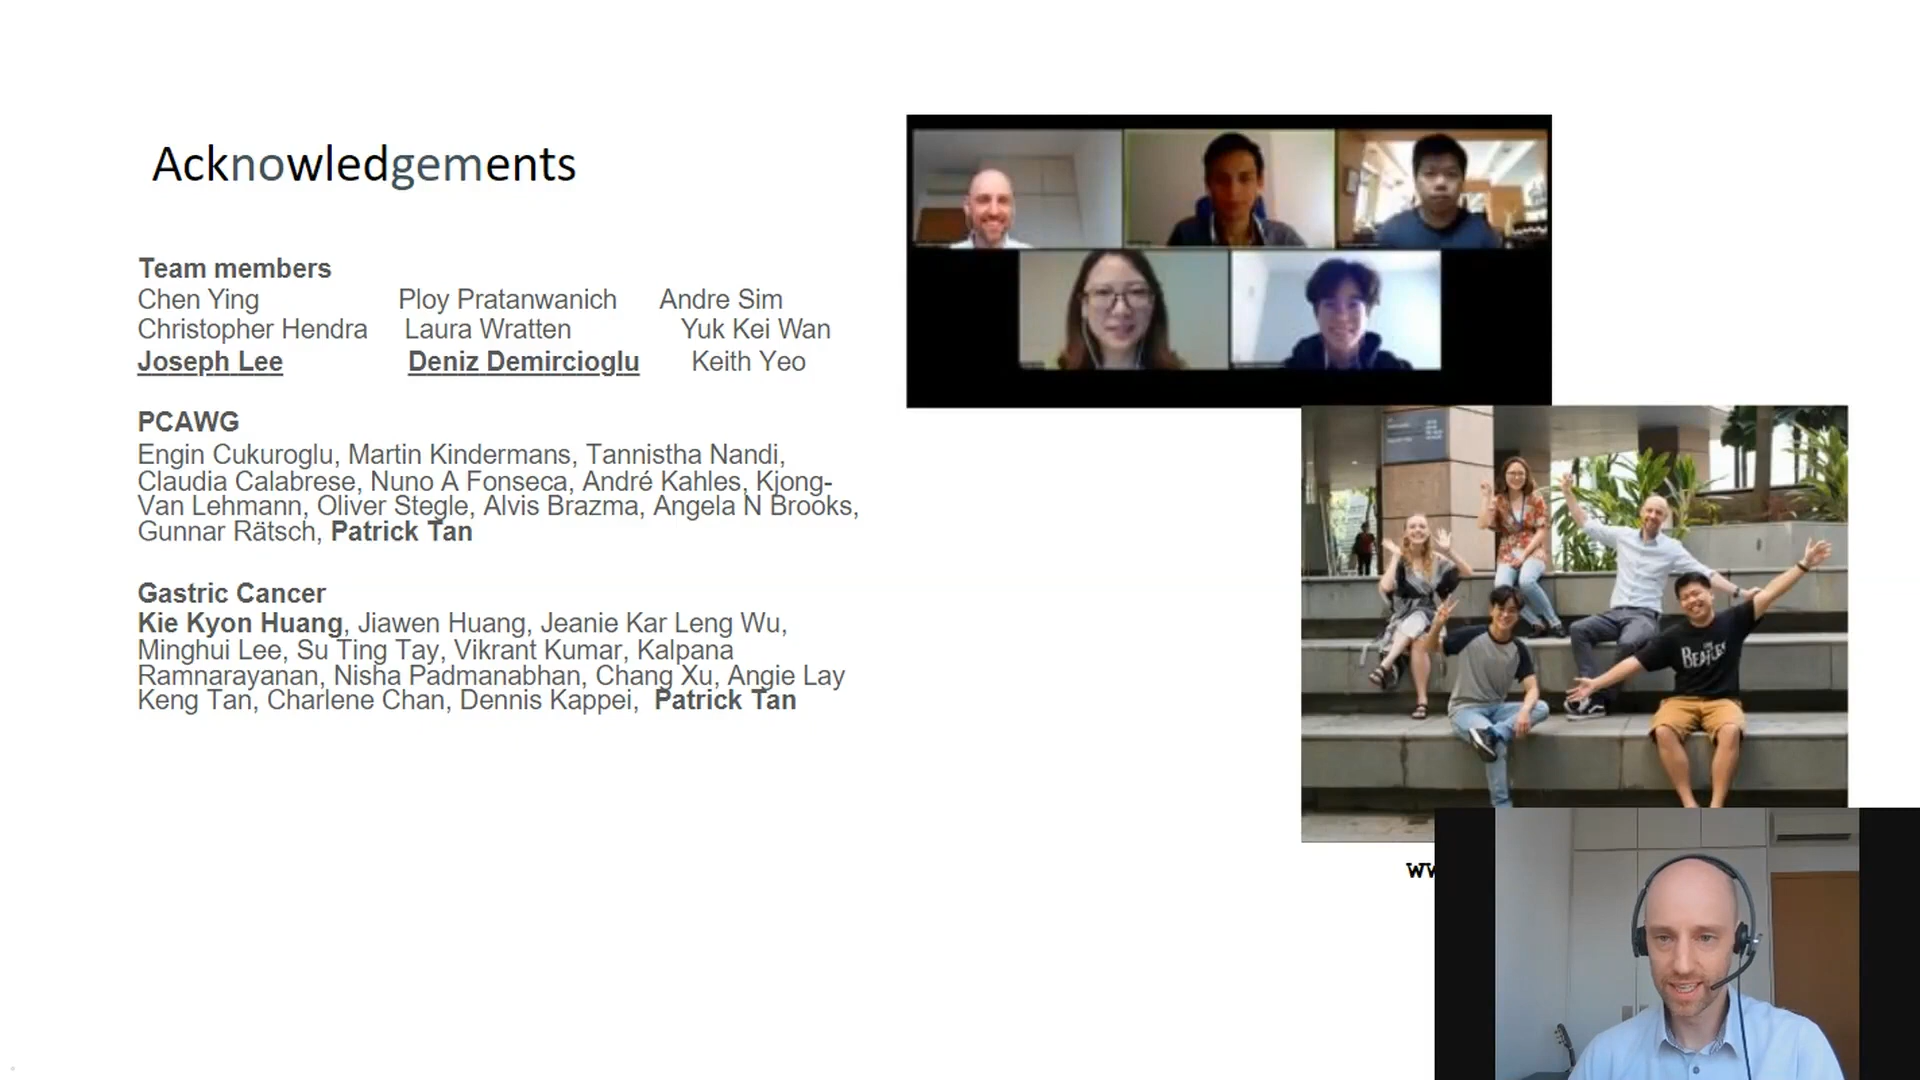 Acknowledgements
Team members
Chen Ying Ploy Pratanwanich Andre Sim
Christopher Hendra Laura Wratten Yuk Kei Wan
Joseph Lee Deniz Demircioglu Keith Yeo
PCAWG
Engin Cukuroglu, Martin Kindermans, Tannistha Nandi,
Claudia Calabrese, Nuno A Fonseca, André Kahles, Kjong-
Van Lehmann, Oliver Stegle, Alvis Brazma, Angela N Brooks,
Gunnar Rätsch, Patrick Tan
Gastric Cancer
Kie Kyon Huang, Jiawen Huang, Jeanie Kar Leng Wu,
Minghui Lee, Su Ting Tay, Vikrant Kumar, Kalpana
Ramnarayanan, Nisha Padmanabhan, Chang Xu, Angie Lay
Keng Tan, Charlene Chan, Dennis Kappei, Patrick Tan
THE
BEATLES